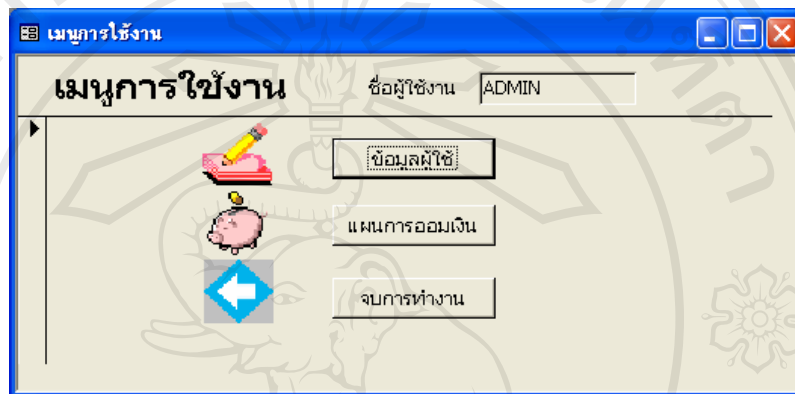 เมนูการใช้งาน
เมนูการใช้งาน ชื่อผู้ใช้งาน ADMIN
ข้อมูลผู้ใช้
แผนการออมเงิน
จบการทำงาน